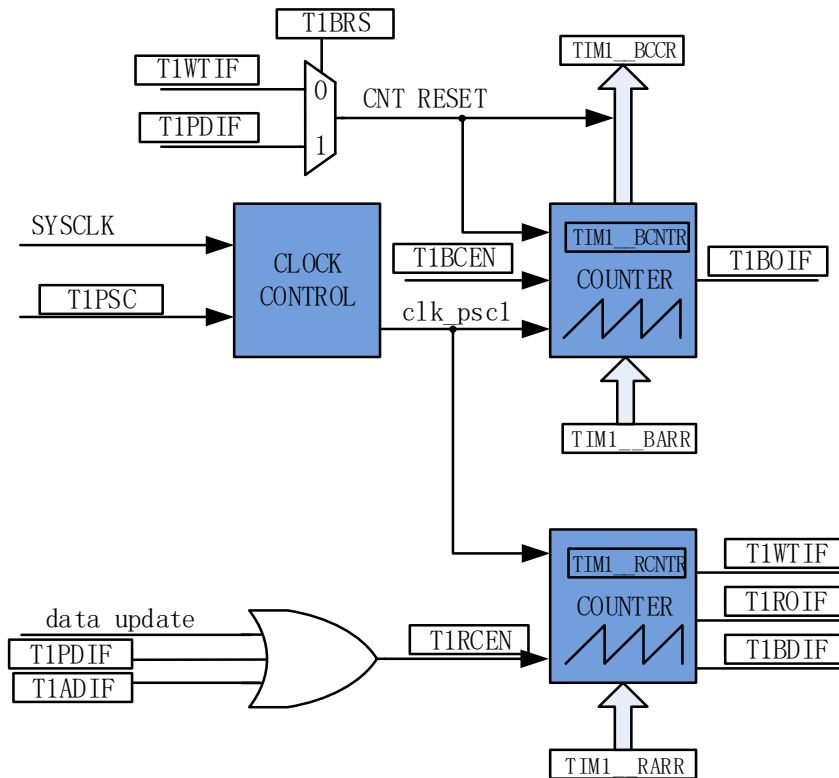 T1BRS
T1WTIF
0
TIM1__BCCR
CNT RESET
T1PDIF
1
SYSCLK
CLOCK
CONTROL
T1PSC
T1BCEN
TIM1__BCNTR
COUNTER
T1BOIF
clk_psc1
TIM1__BARR
TIM1__RCNTR
COUNTER
T1WTIF
T1ROIF
T1BDIF
data update
T1PDIF
T1ADIF
T1RCEN
TIM1__RARR